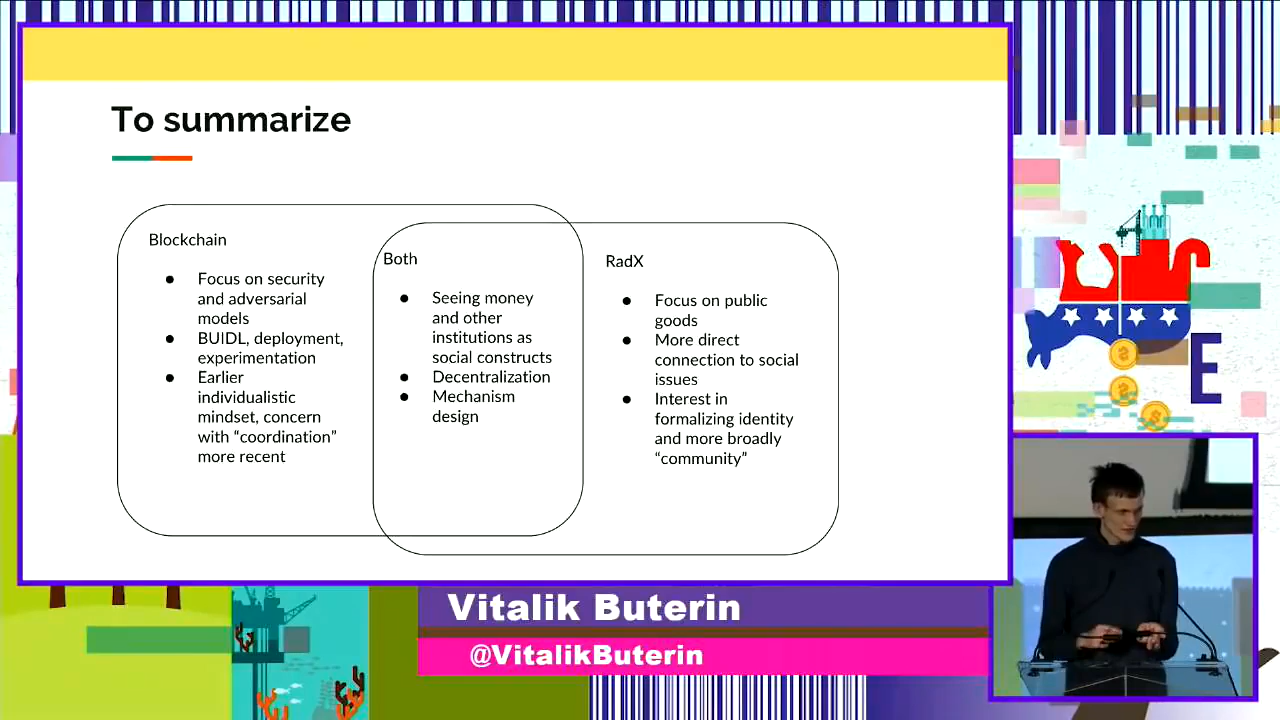 To summarize
Blockchain
● Focus on security
and adversarial
models
● BUIDL, deployment,
experimentation
● Earlier
individualistic
mindset, concern
with “coordination”
more recent
Both
● Seeing money
and other
institutions as
social constructs
● Decentralization
● Mechanism
design
RadX
● Focus on public
goods
● More direct
connection to social
issues
● Interest in
formalizing identity
and more broadly
“community”
E
Vitalik Buterin
@VitalikButerin